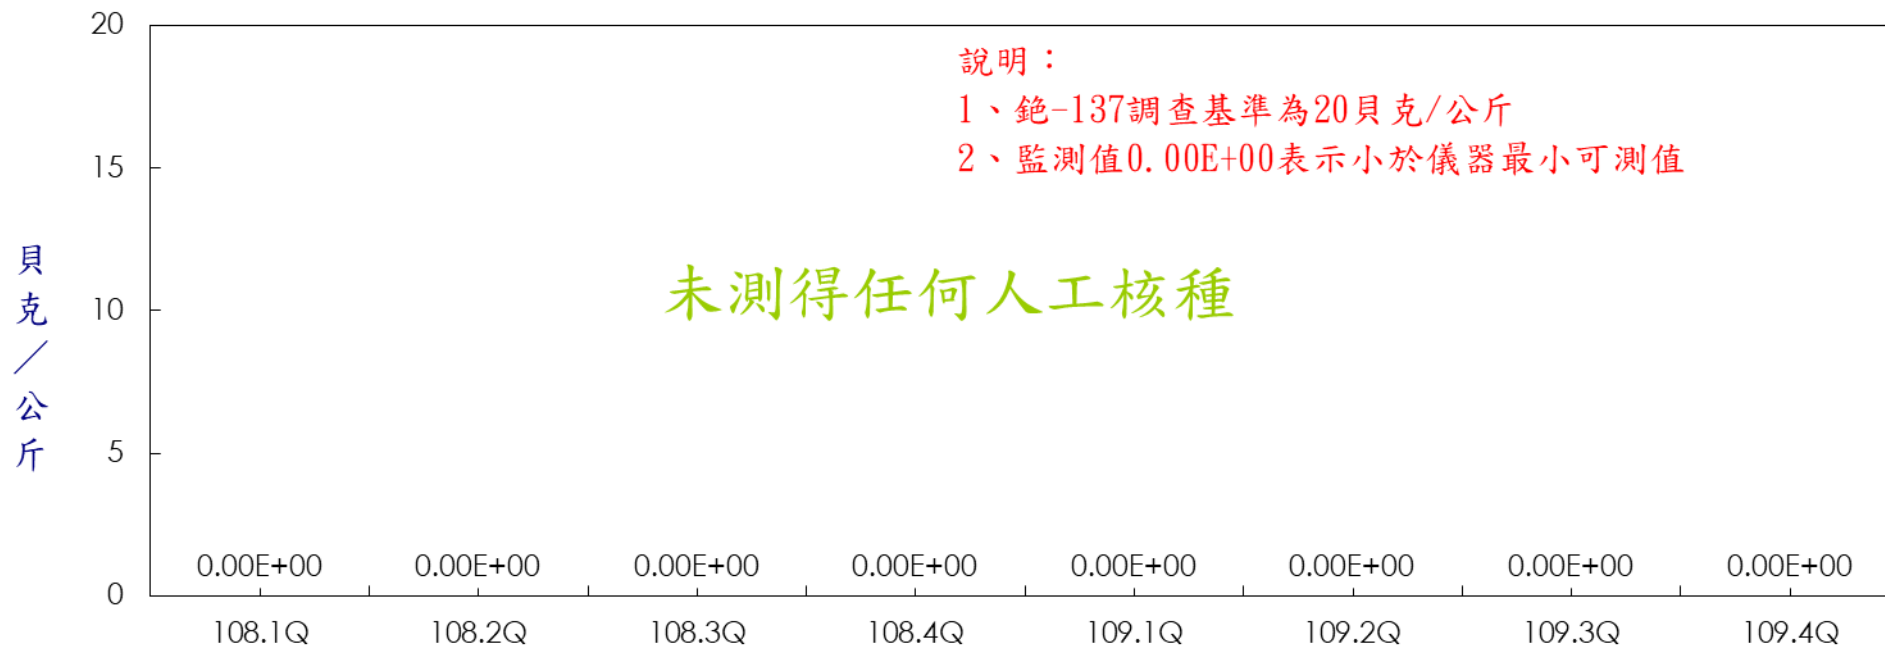 20
說明：
1、銫-137調查基準為20貝克/公斤
2、監測值0.00E+00表示小於儀器最小可測值
15
貝克／公斤
未測得任何人工核種
10
5
0.00E+00 0.00E+00 0.00E+00 0.00E+00 0.00E+00 0.00E+00 0.00E+00 0.00E+00
0
108.1Q 108.2Q 108.3Q 108.4Q 109.1Q 109.2Q 109.3Q 109.4Q